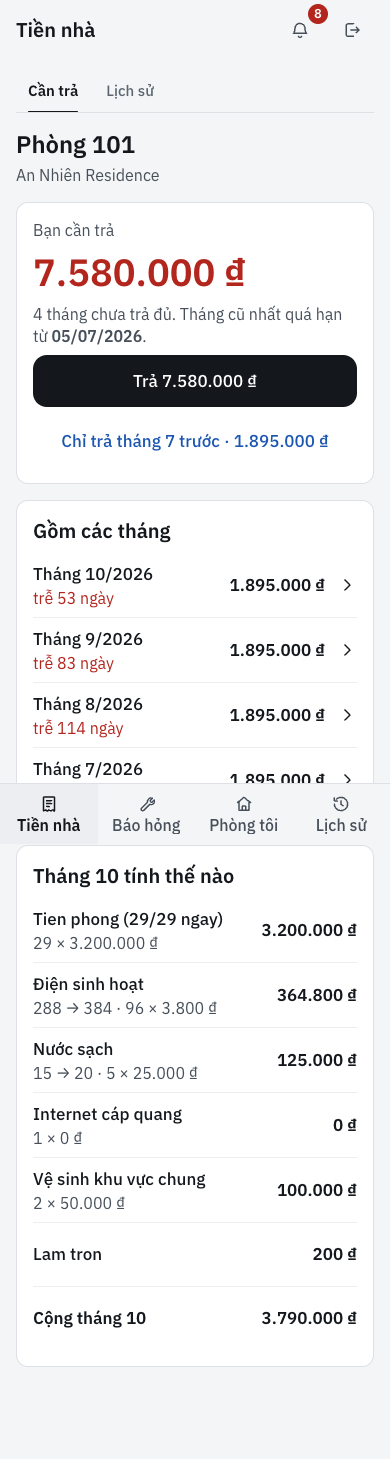 Tiền nhà
8
Cần trả
Lịch sử
Phòng 101
An Nhiên Residence
Bạn cần trả
7.580.000 ₫
4 tháng chưa trả đủ. Tháng cũ nhất quá hạn
từ 05/07/2026.
Trả 7.580.000 ₫
Chỉ trả tháng 7 trước · 1.895.000 ₫
Gồm các tháng
Tháng 10/2026
trễ 53 ngày
1.895.000 ₫
Tháng 9/2026
trễ 83 ngày
1.895.000 ₫
Tháng 8/2026
trễ 114 ngày
1.895.000 ₫
Tháng 7/2026
1.895.000 ₫
Tiền nhà
Báo hỏng
Phòng tôi
Lịch sử
Tháng 10 tính thế nào
Tien phong (29/29 ngay)
29 × 3.200.000 ₫
3.200.000 ₫
Điện sinh hoạt
288 → 384 · 96 × 3.800 ₫
364.800 ₫
Nước sạch
15 → 20 · 5 × 25.000 ₫
125.000 ₫
Internet cáp quang
1 × 0 ₫
0 ₫
Vệ sinh khu vực chung
2 × 50.000 ₫
100.000 ₫
Lam tron
200 ₫
Cộng tháng 10
3.790.000 ₫